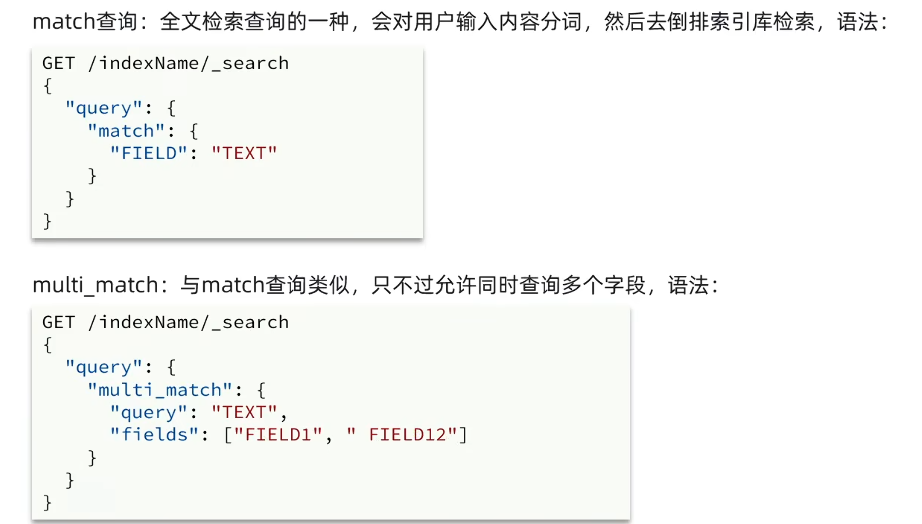 match查询：全文检索查询的一种，会对用户输入内容分词，然后去倒排索引库检索，语法：
GET /indexName/_search
{
  "query": {
    "match": {
      "FIELD": "TEXT"
    }
  }
}
multi_match：与match查询类似，只不过允许同时查询多个字段，语法：
GET /indexName/_search
{
  "query": {
    "multi_match": {
      "query": "TEXT",
      "fields": ["FIELD1", " FIELD12"]
    }
  }
}